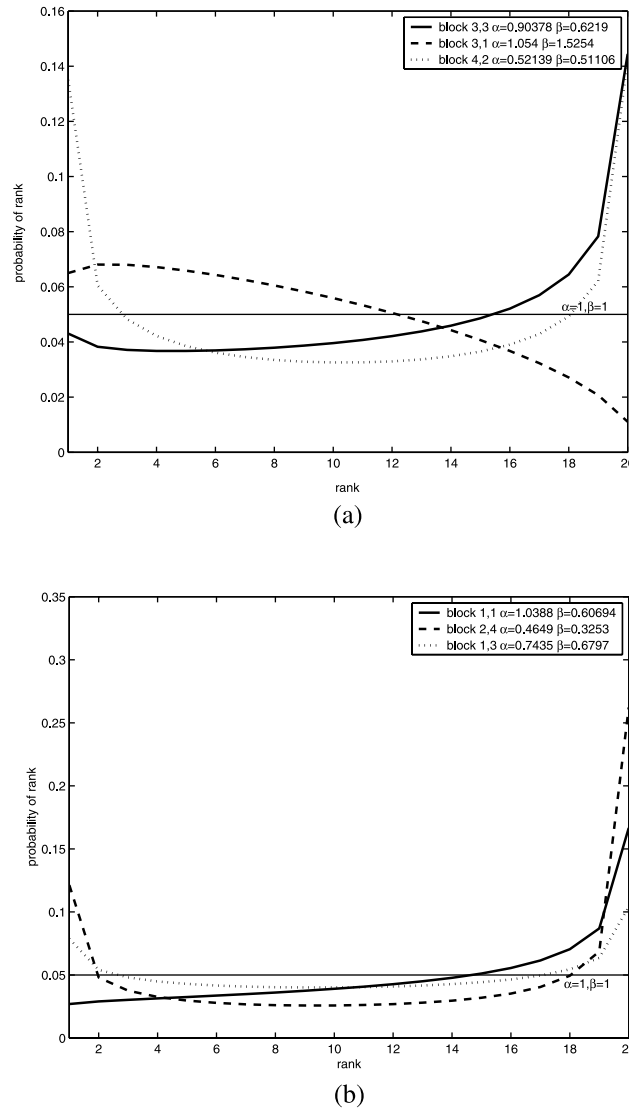 0.16
0.14
0.12
0.1
0.08
0.06
0.04
0.02
0
probability of rank
block 3,3 α=0.90378 β=0.6219
block 3,1 α=1.054 β=1.5254
block 4,2 α=0.52139 β=0.51106
α=1,β=1
2 4 6 8 10 12 14 16 18 20
rank
(a)
0.35
0.3
0.25
0.2
0.15
0.1
0.05
0
probability of rank
block 1,1 α=1.0388 β=0.60694
block 2,4 α=0.4649 β=0.3253
block 1,3 α=0.7435 β=0.6797
α=1,β=1
2 4 6 8 10 12 14 16 18 20
rank
(b)